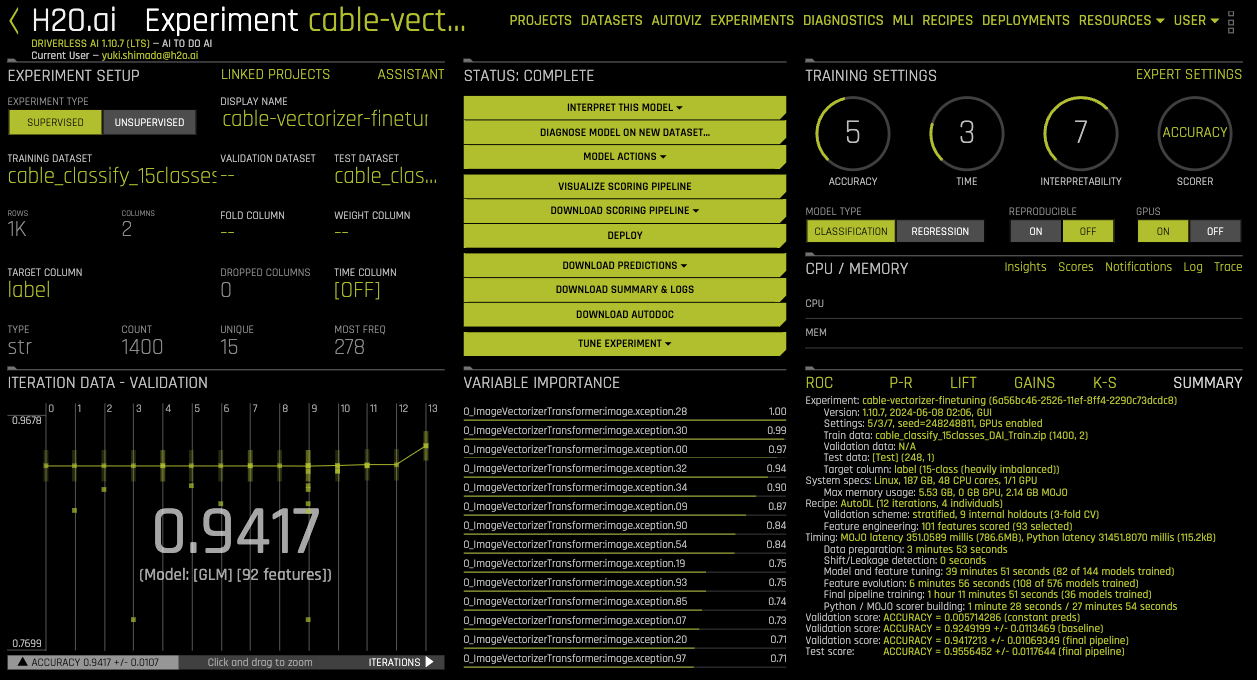 H2O.ai Experiment cable-vect...
PROJECTS DATASETS AUTOVIZ EXPERIMENTS DIAGNOSTICS MLI RECIPES DEPLOYMENTS RESOURCES USER
DRIVERLESS AI 1.10.7 (LTS) – AI TO DO AI
Current User – yuki.shimada@h2o.ai
EXPERIMENT SETUP LINKED PROJECTS ASSISTANT
EXPERIMENT TYPE DISPLAY NAME
SUPERVISED UNSUPERVISED cable-vectorizer-finetur
TRAINING DATASET VALIDATION DATASET TEST DATASET
cable_classify_15classes -- cable_clas...
ROWS COLUMNS FOLD COLUMN WEIGHT COLUMN
1K 2 -- --
TARGET COLUMN DROPPED COLUMNS TIME COLUMN
label 0 [OFF]
TYPE COUNT UNIQUE MOST FREQ
str 1400 15 278
STATUS: COMPLETE
INTERPRET THIS MODEL
DIAGNOSE MODEL ON NEW DATASET...
MODEL ACTIONS
VISUALIZE SCORING PIPELINE
DOWNLOAD SCORING PIPELINE
DEPLOY
DOWNLOAD PREDICTIONS
DOWNLOAD SUMMARY & LOGS
DOWNLOAD AUTODOC
TUNE EXPERIMENT
TRAINING SETTINGS EXPERT SETTINGS
5 3 7 ACCURACY
ACCURACY TIME INTERPRETABILITY SCORER
MODEL TYPE REPRODUCIBLE GPUS
CLASSIFICATION REGRESSION ON OFF ON OFF
CPU / MEMORY Insights Scores Notifications Log Trace
CPU
MEM
ITERATION DATA - VALIDATION
0 1 2 3 4 5 6 7 8 9 10 11 12 13
0.9678
0.9417
(Model: [GLM] [92 features])
0.7699
ACCURACY 0.9417 +/- 0.0107 Click and drag to zoom ITERATIONS
VARIABLE IMPORTANCE
0_ImageVectorizerTransformer:image.xception.28 1.00
0_ImageVectorizerTransformer:image.xception.30 0.99
0_ImageVectorizerTransformer:image.xception.00 0.97
0_ImageVectorizerTransformer:image.xception.32 0.94
0_ImageVectorizerTransformer:image.xception.34 0.90
0_ImageVectorizerTransformer:image.xception.09 0.87
0_ImageVectorizerTransformer:image.xception.90 0.84
0_ImageVectorizerTransformer:image.xception.54 0.84
0_ImageVectorizerTransformer:image.xception.19 0.75
0_ImageVectorizerTransformer:image.xception.93 0.75
0_ImageVectorizerTransformer:image.xception.85 0.74
0_ImageVectorizerTransformer:image.xception.07 0.73
0_ImageVectorizerTransformer:image.xception.20 0.71
0_ImageVectorizerTransformer:image.xception.97 0.71
ROC P-R LIFT GAINS K-S SUMMARY
Experiment: cable-vectorizer-finetuning (6a56bc46-2526-11ef-8ff4-2290c73dcdc8)
Version: 1.10.7, 2024-06-08 02:06, GUI
Settings: 5/3/7, seed=248248811, GPUs enabled
Train data: cable_classify_15classes_DAI_Train.zip (1400, 2)
Validation data: N/A
Test data: [Test] (248, 1)
Target column: label (15-class (heavily imbalanced))
System specs: Linux, 187 GB, 48 CPU cores, 1/1 GPU
Max memory usage: 5.53 GB, 0 GB GPU, 2.14 GB MOJO
Recipe: AutoDL (12 iterations, 4 individuals)
Validation scheme: stratified, 9 internal holdouts (3-fold CV)
Feature engineering: 101 features scored (93 selected)
Timing: MOJO latency 351.0589 millis (786.6MB), Python latency 31451.8070 millis (115.2kB)
Data preparation: 3 minutes 53 seconds
Shift/Leakage detection: 0 seconds
Model and feature tuning: 39 minutes 51 seconds (82 of 144 models trained)
Feature evolution: 6 minutes 56 seconds (108 of 576 models trained)
Final pipeline training: 1 hour 11 minutes 51 seconds (36 models trained)
Python / MOJO scorer building: 1 minute 28 seconds / 27 minutes 54 seconds
Validation score: ACCURACY = 0.005714286 (constant preds)
Validation score: ACCURACY = 0.9249199 +/- 0.0113469 (baseline)
Validation score: ACCURACY = 0.9417213 +/- 0.01069349 (final pipeline)
Test score: ACCURACY = 0.9556452 +/- 0.0117644 (final pipeline)